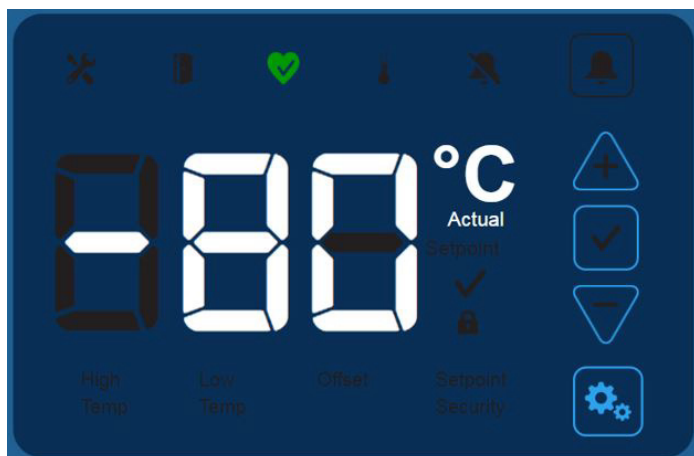 -80
°C
Actual
Setpoint
High Temp
Low Temp
Offset
Setpoint Security